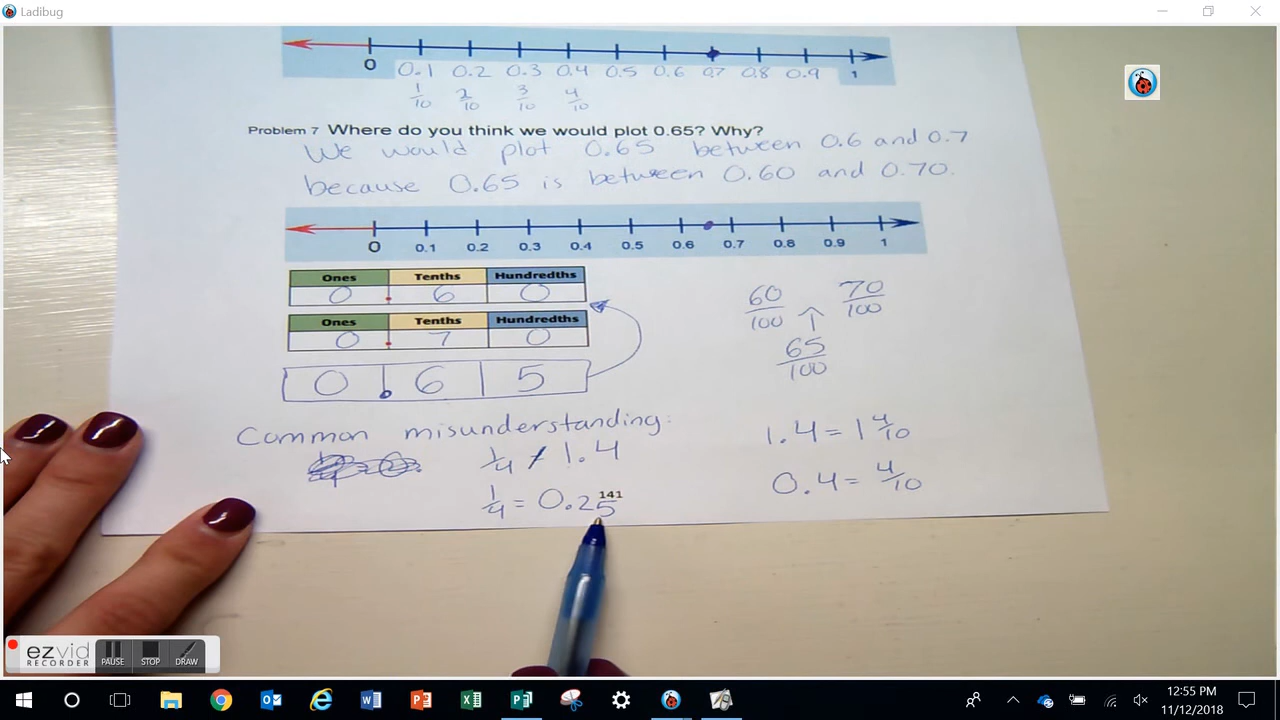 Ladibug
0 0.1 0.2 0.3 0.4 0.5 0.6 0.7 0.8 0.9 1
1/10 2/10 3/10 4/10
Problem 7 Where do you think we would plot 0.65? Why?
We would plot 0.65 between 0.6 and 0.7
because 0.65 is between 0.60 and 0.70.
0 0.1 0.2 0.3 0.4 0.5 0.6 0.7 0.8 0.9 1
Ones Tenths Hundredths
0 . 6 0
Ones Tenths Hundredths
0 . 7 0
0 . 6 5
60/100 70/100
65/100
Common misunderstanding:
1/4 ≠ 1.4
1/4 = 0.25
141
1.4 = 1 4/10
0.4 = 4/10
ezvid
RECORDER
PAUSE STOP DRAW
12:55 PM
11/12/2018